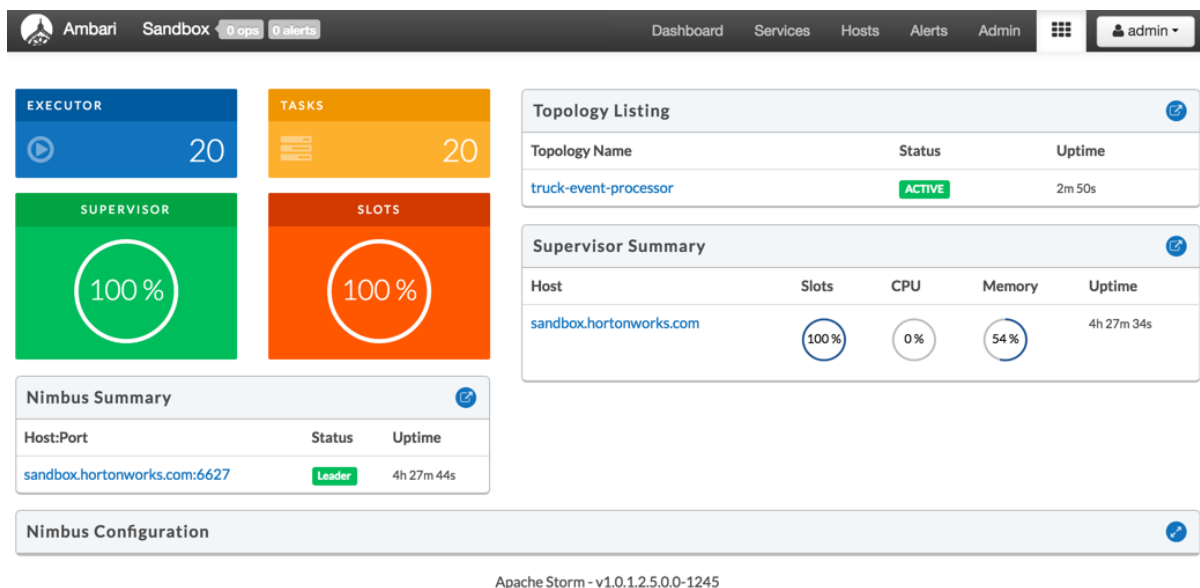 Ambari Sandbox 0 ops 0 alerts Dashboard Services Hosts Alerts Admin admin
EXECUTOR
20
TASKS
20
SUPERVISOR
100 %
SLOTS
100 %
Nimbus Summary
Host:Port Status Uptime
sandbox.hortonworks.com:6627 Leader 4h 27m 44s
Topology Listing
Topology Name Status Uptime
truck-event-processor ACTIVE 2m 50s
Supervisor Summary
Host Slots CPU Memory Uptime
sandbox.hortonworks.com 100 % 0 % 54 % 4h 27m 34s
Nimbus Configuration
Apache Storm - v1.0.1.2.5.0.0-1245